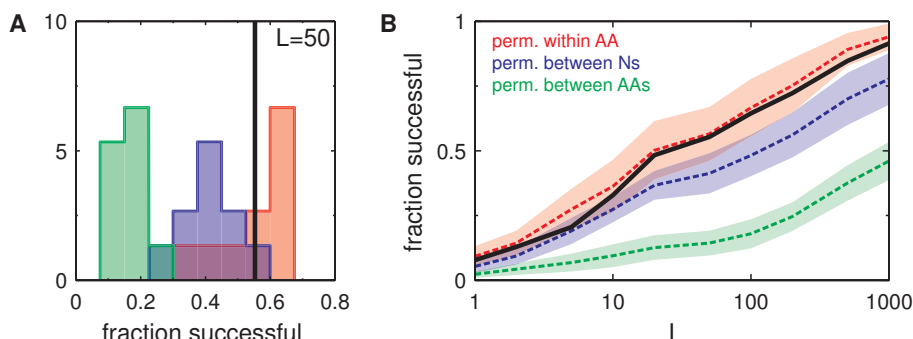 A
L=50
10
5
0
0
0.2
0.4
0.6
0.8
fraction successful
B
perm. within AA
perm. between Ns
perm. between AAs
fraction successful
1
0.5
0
1
10
100
1000